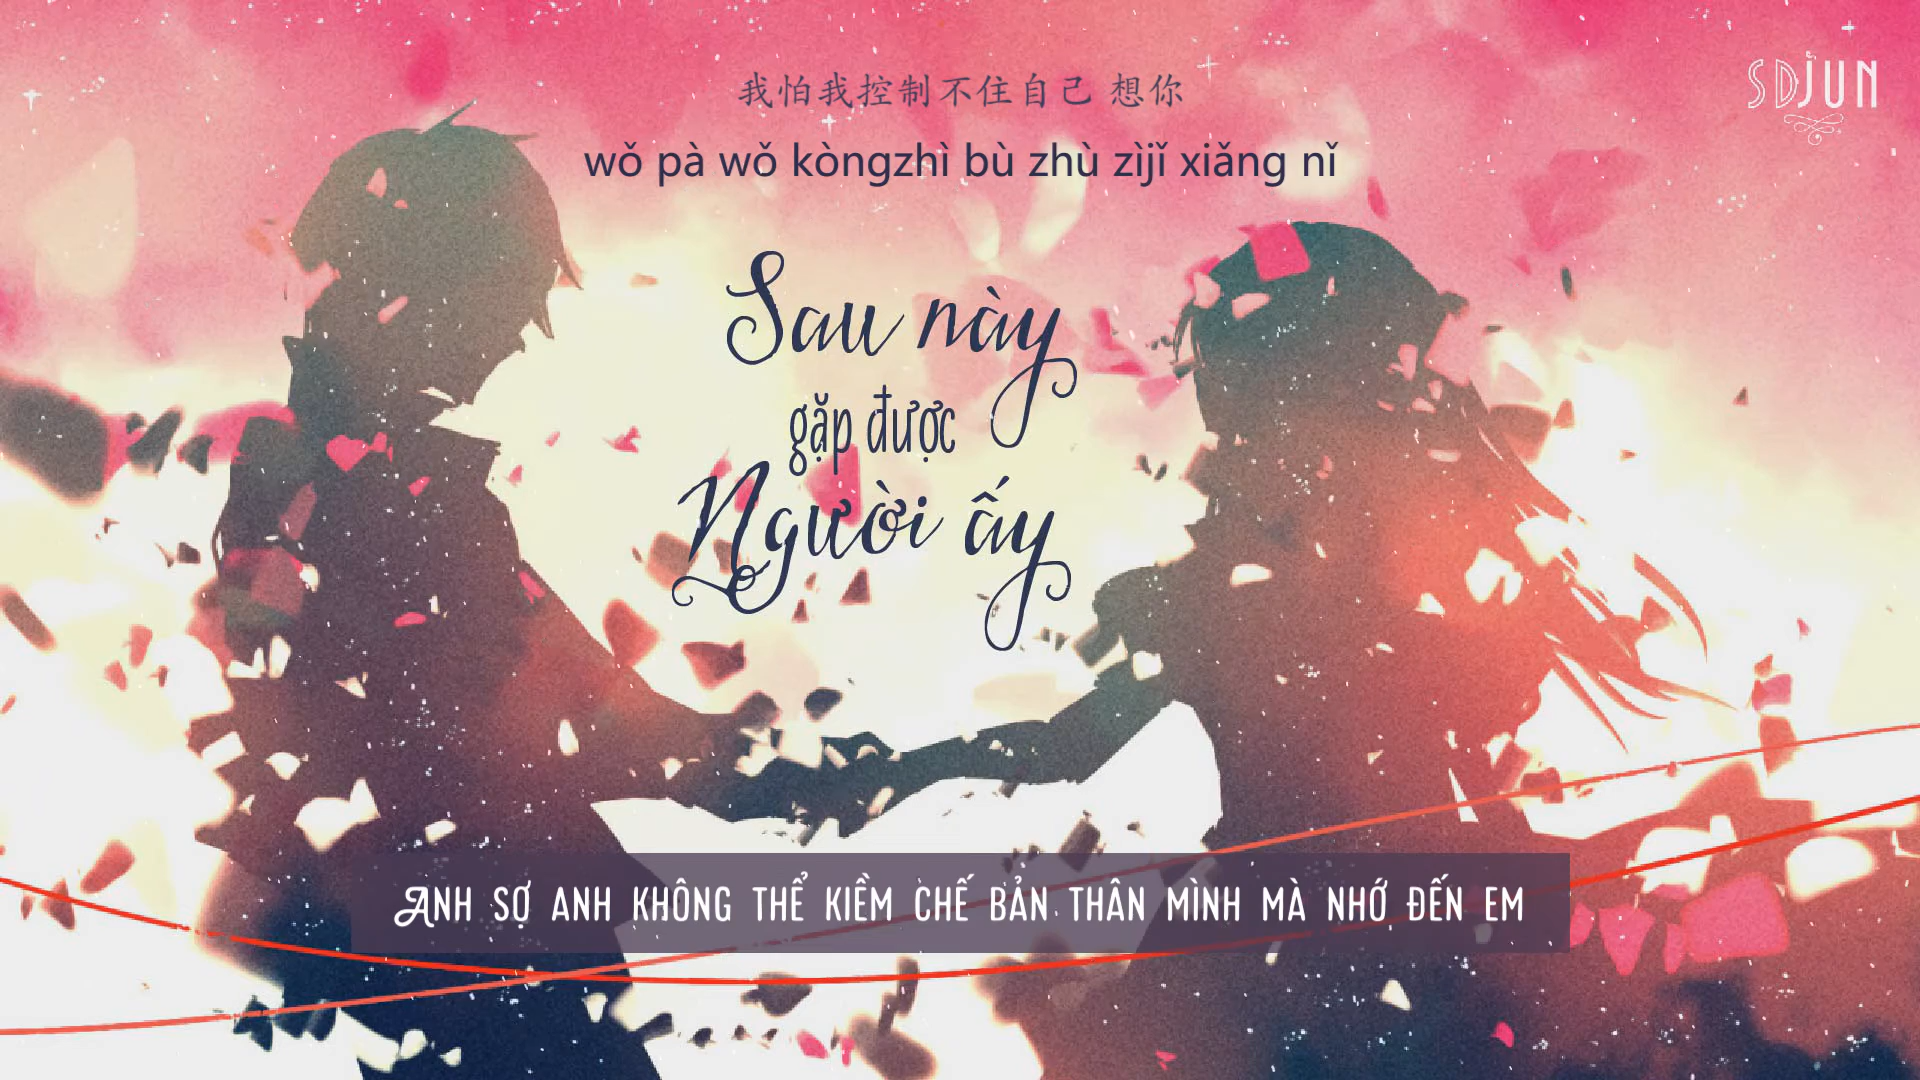 我怕我控制不住自己 想你
SDJUN
wǒ pà wǒ kòngzhì bù zhù zìjǐ xiǎng nǐ
Sau này
gặp được
Người ấy
ANH SỢ ANH KHÔNG THỂ KIỀM CHẾ BẢN THÂN MÌNH MÀ NHỚ ĐẾN EM